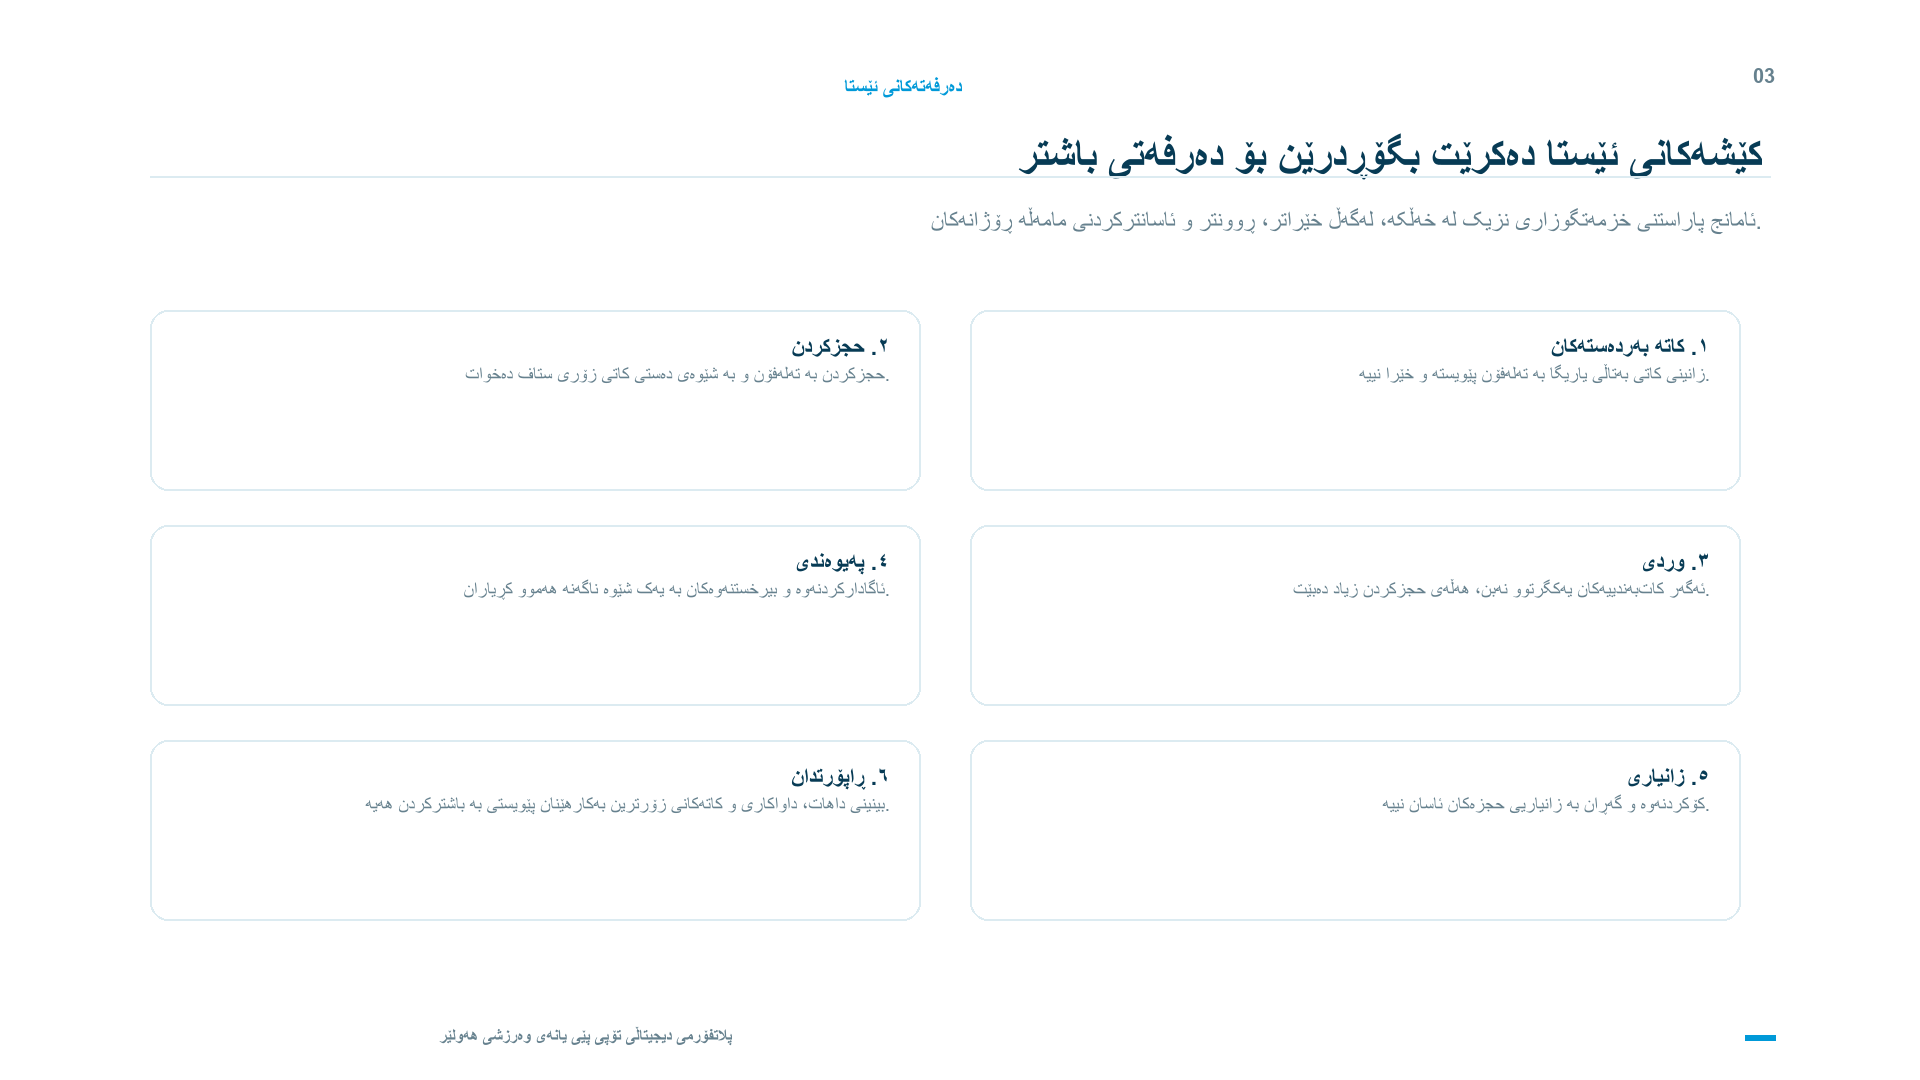 03
دەرفەتەکانی ئێستا
کێشەکانی ئێستا دەکرێت بگۆڕدرێن بۆ دەرفەتی باشتر
ئامانج پاراستنی خزمەتگوزاری نزیک لە خەڵکە، لەگەڵ خێراتر، ڕوونتر و ئاسانترکردنی مامەڵە ڕۆژانەکان.
١. کاتە بەردەستەکان
زانینی کاتی بەتاڵی یاریگا بە تەلەفۆن پێویستە و خێرا نییە.
٢. حجزکردن
حجزکردن بە تەلەفۆن و بە شێوەی دەستی کاتی زۆری ستاف دەخوات.
٣. وردی
ئەگەر کات‌بەندییەکان یەکگرتوو نەبن، هەڵەی حجزکردن زیاد دەبێت.
٤. پەیوەندی
ئاگادارکردنەوە و بیرخستنەوەکان بە یەک شێوە ناگەنە هەموو کڕیاران.
٥. زانیاری
کۆکردنەوە و گەڕان بە زانیاریی حجزەکان ئاسان نییە.
٦. ڕاپۆرتدان
بینینی داهات، داواکاری و کاتەکانی زۆرترین بەکارهێنان پێویستی بە باشترکردن هەیە.
پلاتفۆرمی دیجیتاڵی تۆپی پێی یانەی وەرزشی هەولێر